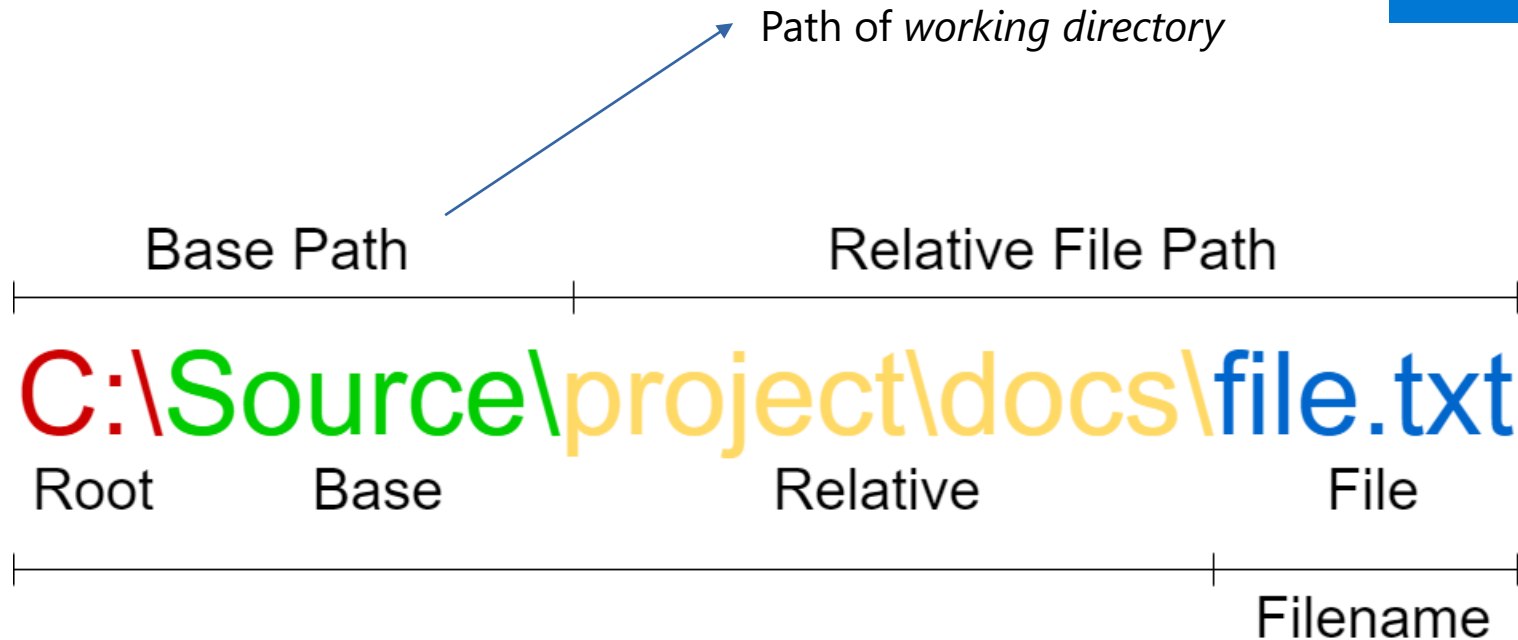 Path of working directory
Base Path Relative File Path
C:\Source\project\docs\file.txt
Root Base Relative File
Filename